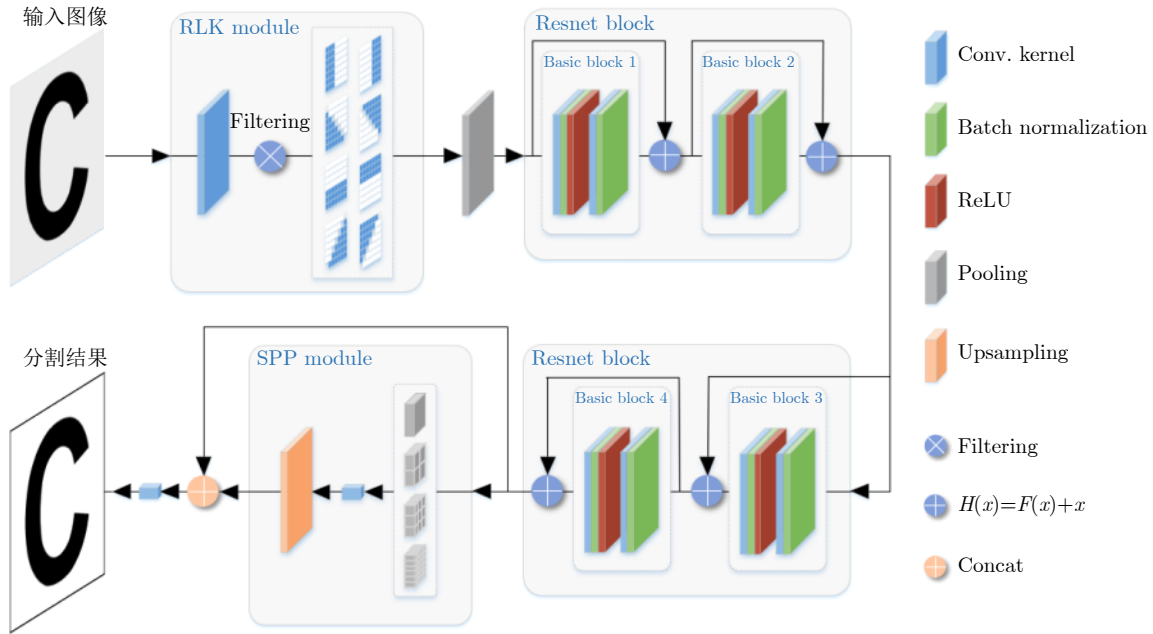 输入图像
RLK module
Filtering
Resnet block
Basic block 1
Basic block 2
Conv. kernel
Batch normalization
ReLU
Pooling
Upsampling
Filtering
H(x)=F(x)+x
Concat
分割结果
SPP module
Resnet block
Basic block 4
Basic block 3